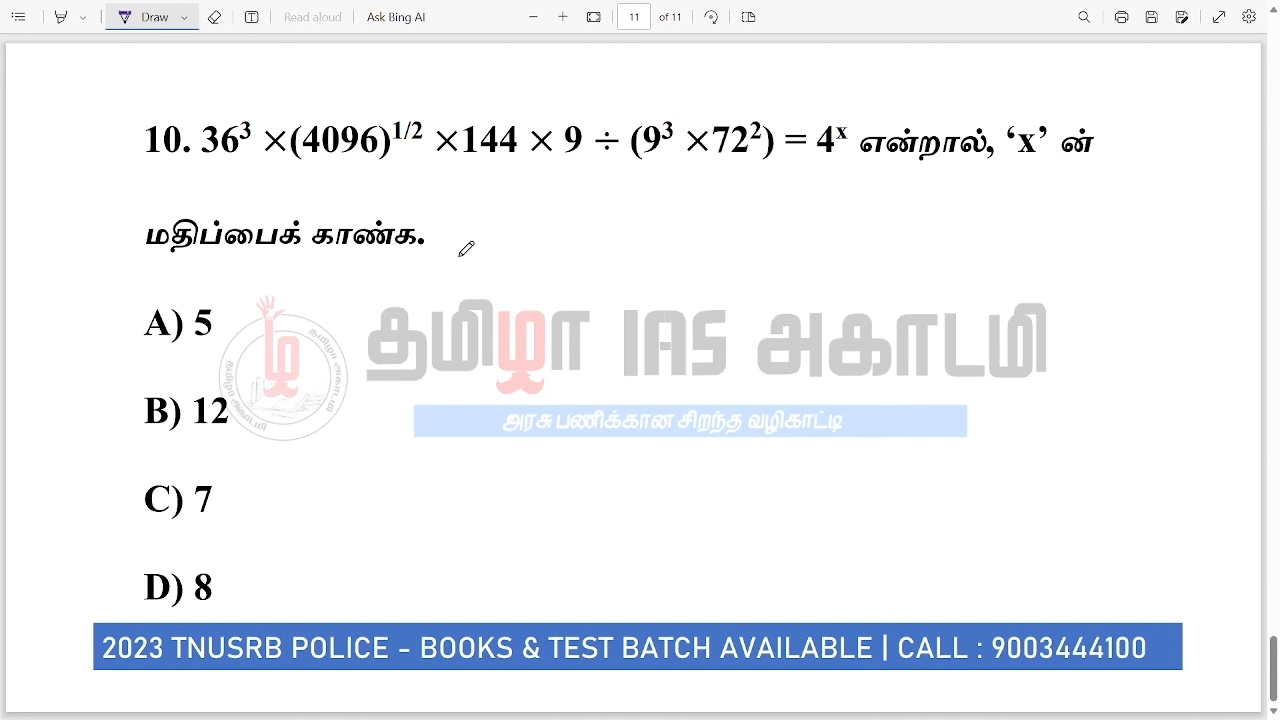 Draw
Read aloud
Ask Bing AI
11 of 11
10. 36³ ×(4096)¹/² ×144 × 9 ÷ (9³ ×72²) = 4ˣ என்றால், ‘x’ ன்
மதிப்பைக் காண்க.
A) 5
தமிழா IAS அகாடமி
B) 12
அரசு பணிக்கான சிறந்த வழிகாட்டி
C) 7
D) 8
2023 TNUSRB POLICE - BOOKS & TEST BATCH AVAILABLE | CALL : 9003444100